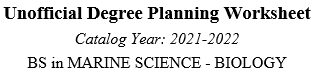 Unofficial Degree Planning Worksheet
Catalog Year: 2021-2022
BS in MARINE SCIENCE - BIOLOGY